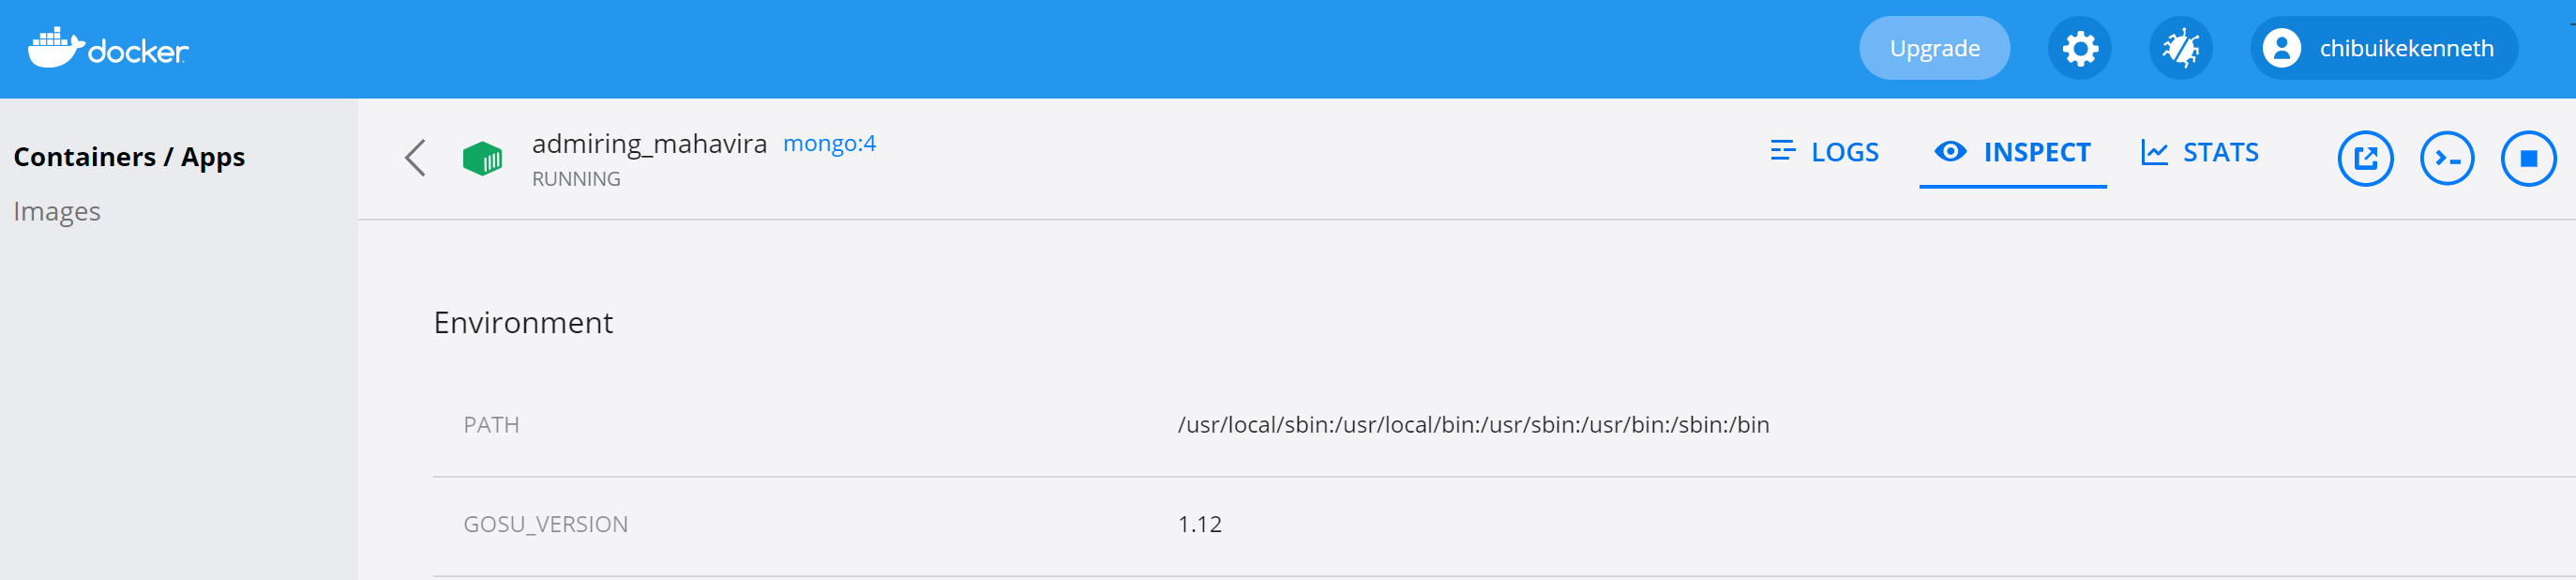 docker
Upgrade
chibuikekenneth
Containers / Apps
Images
admiring_mahavira mongo:4
RUNNING
LOGS
INSPECT
STATS
Environment
PATH /usr/local/sbin:/usr/local/bin:/usr/sbin:/usr/bin:/sbin:/bin
GOSU_VERSION 1.12